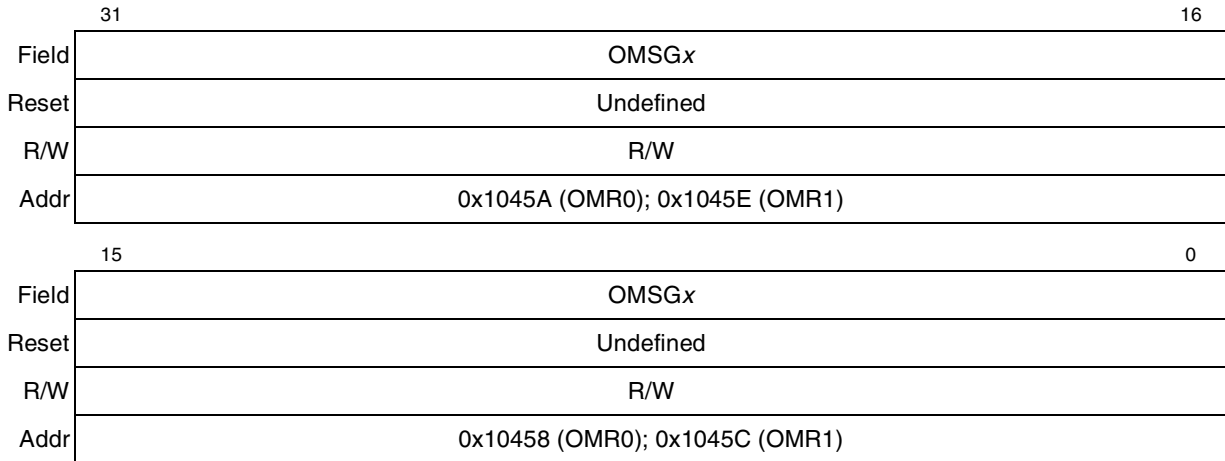 31 16
Field OMSGx
Reset Undefined
R/W R/W
Addr 0x1045A (OMR0); 0x1045E (OMR1)
15 0
Field OMSGx
Reset Undefined
R/W R/W
Addr 0x10458 (OMR0); 0x1045C (OMR1)